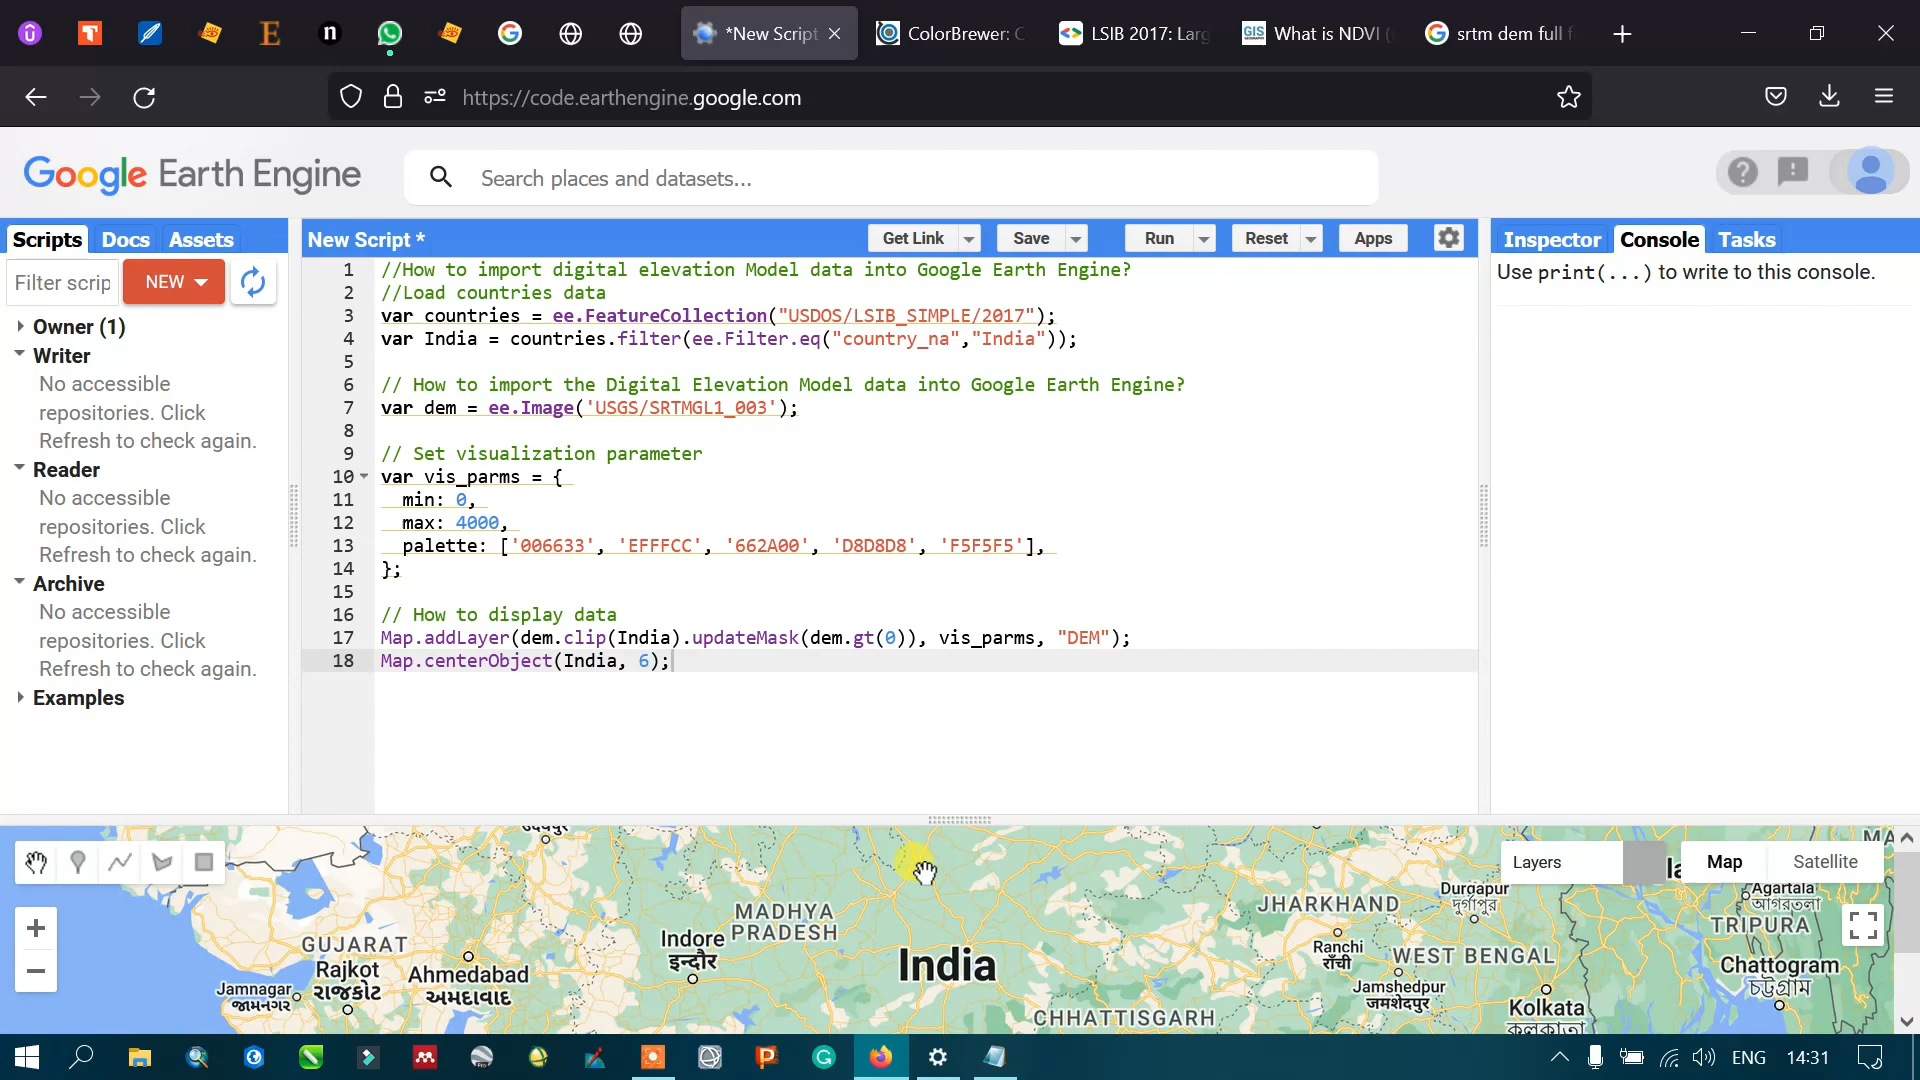 *New Script
ColorBrewer: C
LSIB 2017: Larg
What is NDVI (
srtm dem full f
https://code.earthengine.google.com
Google Earth Engine
Search places and datasets...
Scripts
Docs
Assets
Filter scrip
NEW
Owner (1)
Writer
No accessible
repositories. Click
Refresh to check again.
Reader
No accessible
repositories. Click
Refresh to check again.
Archive
No accessible
repositories. Click
Refresh to check again.
Examples
New Script *
Get Link
Save
Run
Reset
Apps
1 //How to import digital elevation Model data into Google Earth Engine?
2 //Load countries data
3 var countries = ee.FeatureCollection("USDOS/LSIB_SIMPLE/2017");
4 var India = countries.filter(ee.Filter.eq("country_na","India"));
5
6 // How to import the Digital Elevation Model data into Google Earth Engine?
7 var dem = ee.Image('USGS/SRTMGL1_003');
8
9 // Set visualization parameter
10 var vis_parms = {
11 min: 0,
12 max: 4000,
13 palette: ['006633', 'EFFFCC', '662A00', 'D8D8D8', 'F5F5F5'],
14 };
15
16 // How to display data
17 Map.addLayer(dem.clip(India).updateMask(dem.gt(0)), vis_parms, "DEM");
18 Map.centerObject(India, 6);
Inspector
Console
Tasks
Use print(...) to write to this console.
Layers
Map
Satellite
GUJARAT
Rajkot
રાજકોટ
Jamnagar
જામનગર
Ahmedabad
અમદાવાદ
Indore
इन्दौर
MADHYA
PRADESH
India
CHHATTISGARH
JHARKHAND
Ranchi
राँची
Durgapur
দুর্গাপুর
WEST BENGAL
Jamshedpur
जमशेदपुर
Kolkata
কলকাতা
Agartala
আগরতলা
TRIPURA
Chattogram
চট্টগ্রাম
ENG
14:31